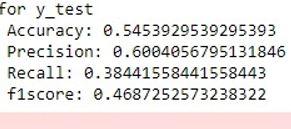 for y_test
Accuracy: 0.5453929539295393
Precision: 0.6004056795131846
Recall: 0.38441558441558443
f1score: 0.4687252573238322